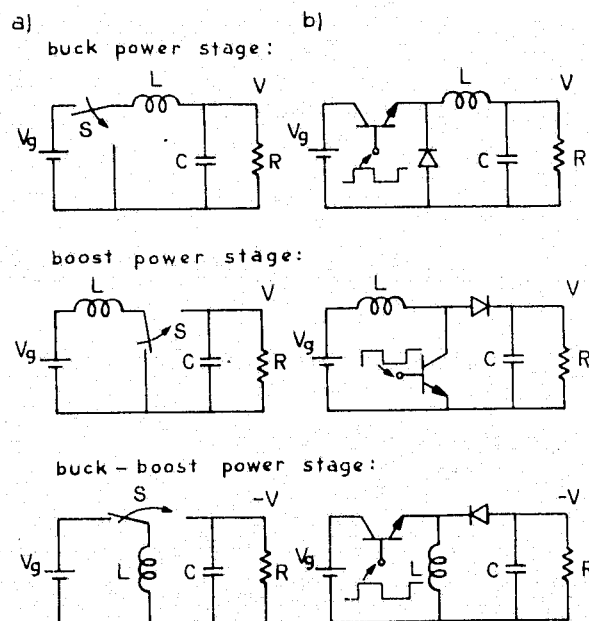 a) b)
buck power stage:
L V L V
Vg S C R Vg C R
boost power stage:
L V L V
Vg S C R Vg C R
buck-boost power stage:
S -V -V
Vg L C R Vg L C R